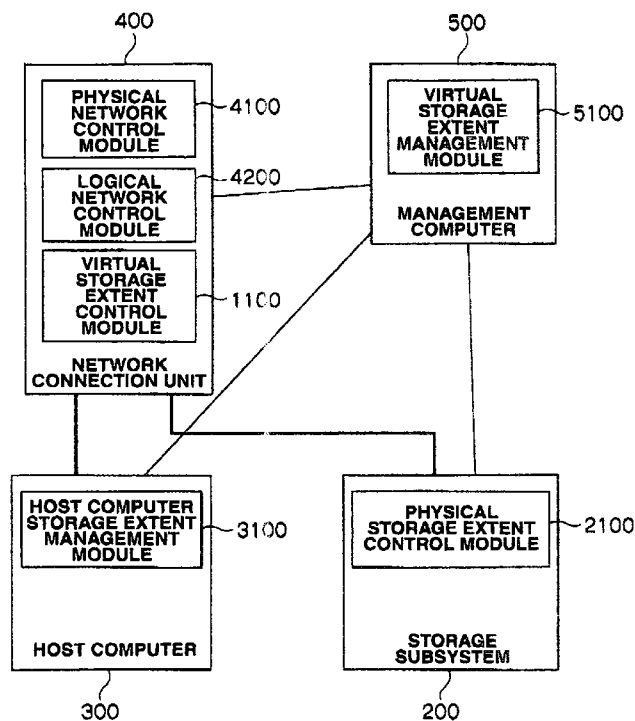 400
PHYSICAL
NETWORK
CONTROL
MODULE
4100
LOGICAL
NETWORK
CONTROL
MODULE
4200
VIRTUAL
STORAGE
EXTENT
CONTROL
MODULE
1100
NETWORK
CONNECTION UNIT
500
VIRTUAL
STORAGE
EXTENT
MANAGEMENT
MODULE
5100
MANAGEMENT
COMPUTER
HOST COMPUTER
STORAGE EXTENT
MANAGEMENT
MODULE
3100
HOST COMPUTER
300
PHYSICAL
STORAGE EXTENT
CONTROL MODULE
2100
STORAGE
SUBSYSTEM
200